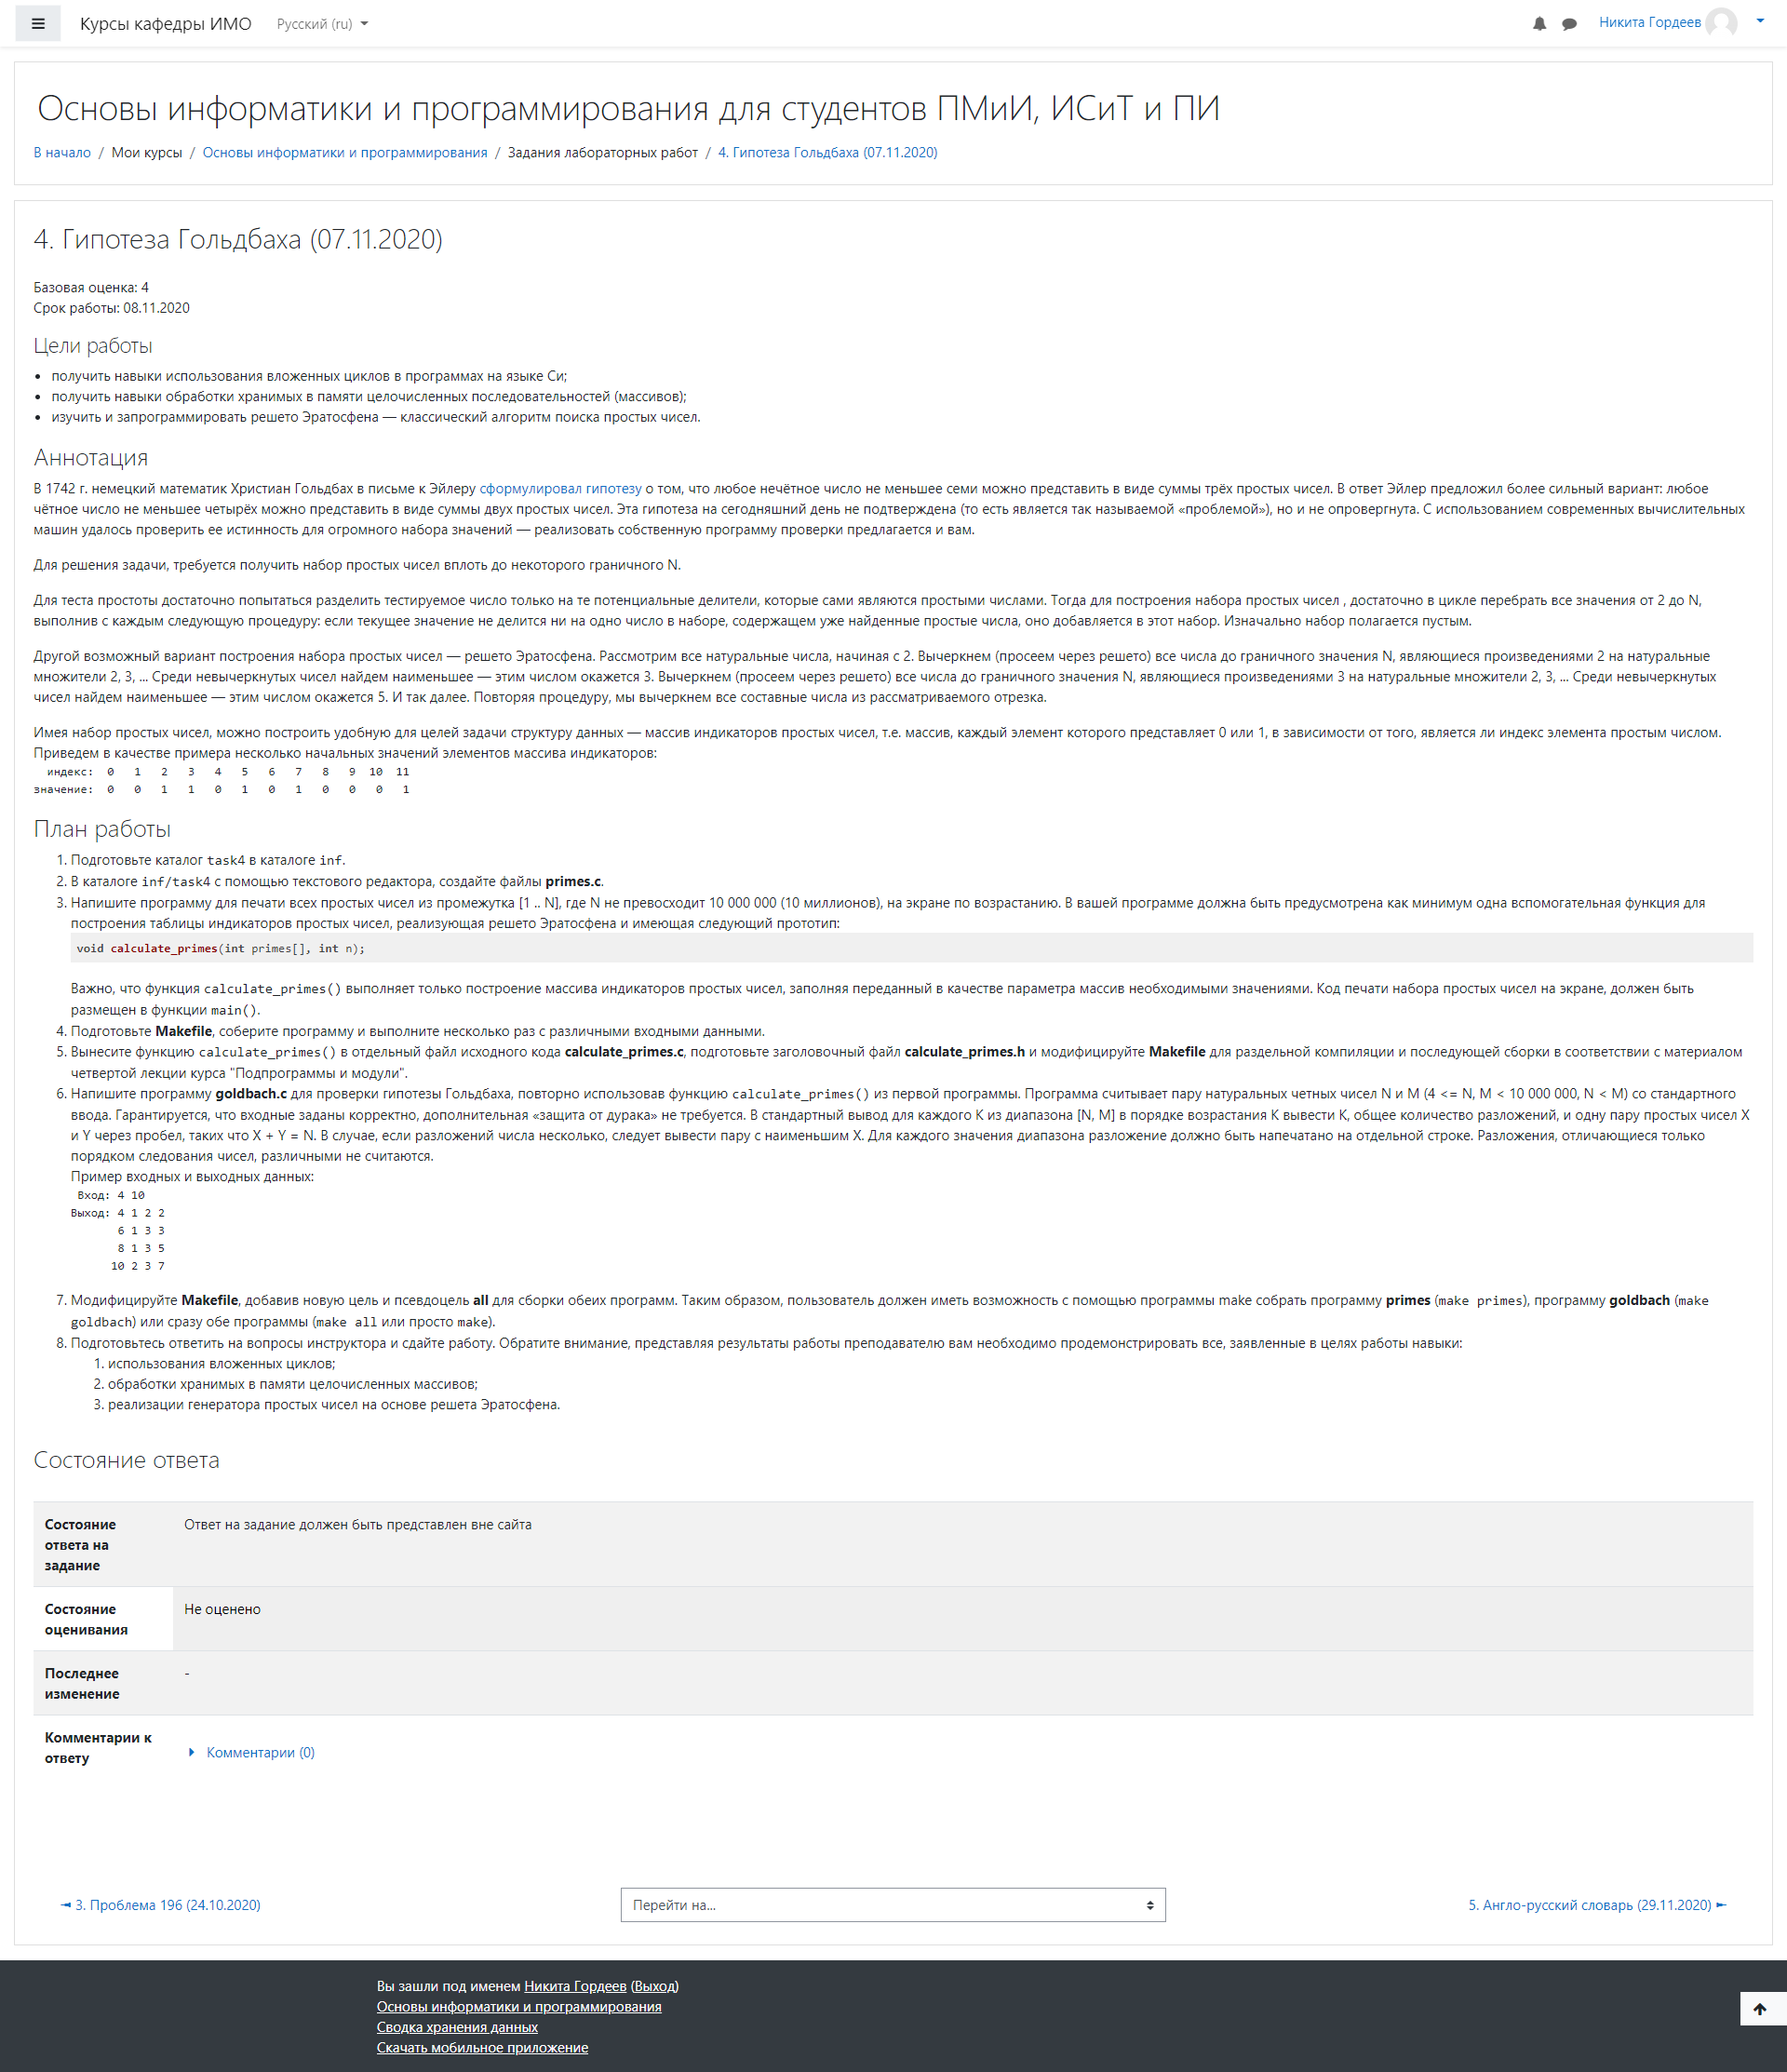 Курсы кафедры ИМО
Русский (ru)
Никита Гордеев
Основы информатики и программирования для студентов ПМиИ, ИСиТ и ПИ
В начало / Мои курсы / Основы информатики и программирования / Задания лабораторных работ / 4. Гипотеза Гольдбаха (07.11.2020)
4. Гипотеза Гольдбаха (07.11.2020)
Базовая оценка: 4
Срок работы: 08.11.2020
Цели работы
• получить навыки использования вложенных циклов в программах на языке Си;
• получить навыки обработки хранимых в памяти целочисленных последовательностей (массивов);
• изучить и запрограммировать решето Эратосфена — классический алгоритм поиска простых чисел.
Аннотация
В 1742 г. немецкий математик Христиан Гольдбах в письме к Эйлеру сформулировал гипотезу о том, что любое нечётное число не меньшее семи можно представить в виде суммы трёх простых чисел. В ответ Эйлер предложил более сильный вариант: любое
чётное число не меньшее четырёх можно представить в виде суммы двух простых чисел. Эта гипотеза на сегодняшний день не подтверждена (то есть является так называемой «проблемой»), но и не опровергнута. С использованием современных вычислительных
машин удалось проверить ее истинность для огромного набора значений — реализовать собственную программу проверки предлагается и вам.
Для решения задачи, требуется получить набор простых чисел вплоть до некоторого граничного N.
Для теста простоты достаточно попытаться разделить тестируемое число только на те потенциальные делители, которые сами являются простыми числами. Тогда для построения набора простых чисел , достаточно в цикле перебрать все значения от 2 до N,
выполнив с каждым следующую процедуру: если текущее значение не делится ни на одно число в наборе, содержащем уже найденные простые числа, оно добавляется в этот набор. Изначально набор полагается пустым.
Другой возможный вариант построения набора простых чисел — решето Эратосфена. Рассмотрим все натуральные числа, начиная с 2. Вычеркнем (просеем через решето) все числа до граничного значения N, являющиеся произведениями 2 на натуральные
множители 2, 3, ... Среди невычеркнутых чисел найдем наименьшее — этим числом окажется 3. Вычеркнем (просеем через решето) все числа до граничного значения N, являющиеся произведениями 3 на натуральные множители 2, 3, ... Среди невычеркнутых
чисел найдем наименьшее — этим числом окажется 5. И так далее. Повторяя процедуру, мы вычеркнем все составные числа из рассматриваемого отрезка.
Имея набор простых чисел, можно построить удобную для целей задачи структуру данных — массив индикаторов простых чисел, т.е. массив, каждый элемент которого представляет 0 или 1, в зависимости от того, является ли индекс элемента простым числом.
Приведем в качестве примера несколько начальных значений элементов массива индикаторов:
индекс: 0 1 2 3 4 5 6 7 8 9 10 11
значение: 0 0 1 1 0 1 0 1 0 0 0 1
План работы
1. Подготовьте каталог task4 в каталоге inf.
2. В каталоге inf/task4 с помощью текстового редактора, создайте файлы primes.c.
3. Напишите программу для печати всех простых чисел из промежутка [1 .. N], где N не превосходит 10 000 000 (10 миллионов), на экране по возрастанию. В вашей программе должна быть предусмотрена как минимум одна вспомогательная функция для
построения таблицы индикаторов простых чисел, реализующая решето Эратосфена и имеющая следующий прототип:
void calculate_primes(int primes[], int n);
Важно, что функция calculate_primes() выполняет только построение массива индикаторов простых чисел, заполняя переданный в качестве параметра массив необходимыми значениями. Код печати набора простых чисел на экране, должен быть
размещен в функции main().
4. Подготовьте Makefile, соберите программу и выполните несколько раз с различными входными данными.
5. Вынесите функцию calculate_primes() в отдельный файл исходного кода calculate_primes.c, подготовьте заголовочный файл calculate_primes.h и модифицируйте Makefile для раздельной компиляции и последующей сборки в соответствии с материалом
четвертой лекции курса "Подпрограммы и модули".
6. Напишите программу goldbach.c для проверки гипотезы Гольдбаха, повторно использовав функцию calculate_primes() из первой программы. Программа считывает пару натуральных четных чисел N и M (4 <= N, M < 10 000 000, N < M) со стандартного
ввода. Гарантируется, что входные заданы корректно, дополнительная «защита от дурака» не требуется. В стандартный вывод для каждого K из диапазона [N, M] в порядке возрастания K вывести K, общее количество разложений, и одну пару простых чисел X
и Y через пробел, таких что X + Y = N. В случае, если разложений числа несколько, следует вывести пару с наименьшим X. Для каждого значения диапазона разложение должно быть напечатано на отдельной строке. Разложения, отличающиеся только
порядком следования чисел, различными не считаются.
Пример входных и выходных данных:
Вход: 4 10
Выход: 4 1 2 2
6 1 3 3
8 1 3 5
10 2 3 7
7. Модифицируйте Makefile, добавив новую цель и псевдоцель all для сборки обеих программ. Таким образом, пользователь должен иметь возможность с помощью программы make собрать программу primes (make primes), программу goldbach (make
goldbach) или сразу обе программы (make all или просто make).
8. Подготовьтесь ответить на вопросы инструктора и сдайте работу. Обратите внимание, представляя результаты работы преподавателю вам необходимо продемонстрировать все, заявленные в целях работы навыки:
1. использования вложенных циклов;
2. обработки хранимых в памяти целочисленных массивов;
3. реализации генератора простых чисел на основе решета Эратосфена.
Состояние ответа
Состояние ответа на задание
Ответ на задание должен быть представлен вне сайта
Состояние оценивания
Не оценено
Последнее изменение
-
Комментарии к ответу
Комментарии (0)
◄ 3. Проблема 196 (24.10.2020)
Перейти на...
5. Англо-русский словарь (29.11.2020) ►
Вы зашли под именем Никита Гордеев (Выход)
Основы информатики и программирования
Сводка хранения данных
Скачать мобильное приложение